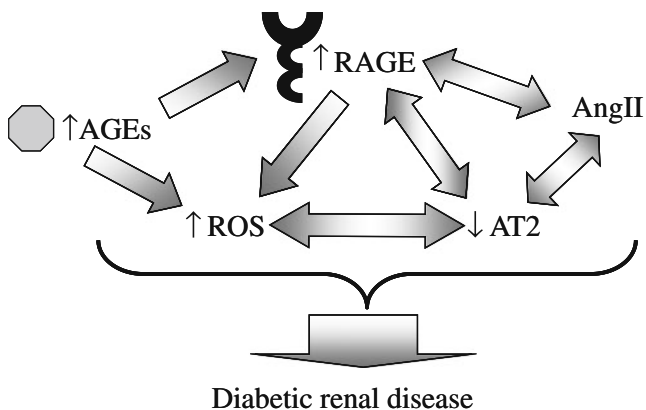 ↑RAGE
AngII
↑AGEs
↑ROS
↓AT2
Diabetic renal disease